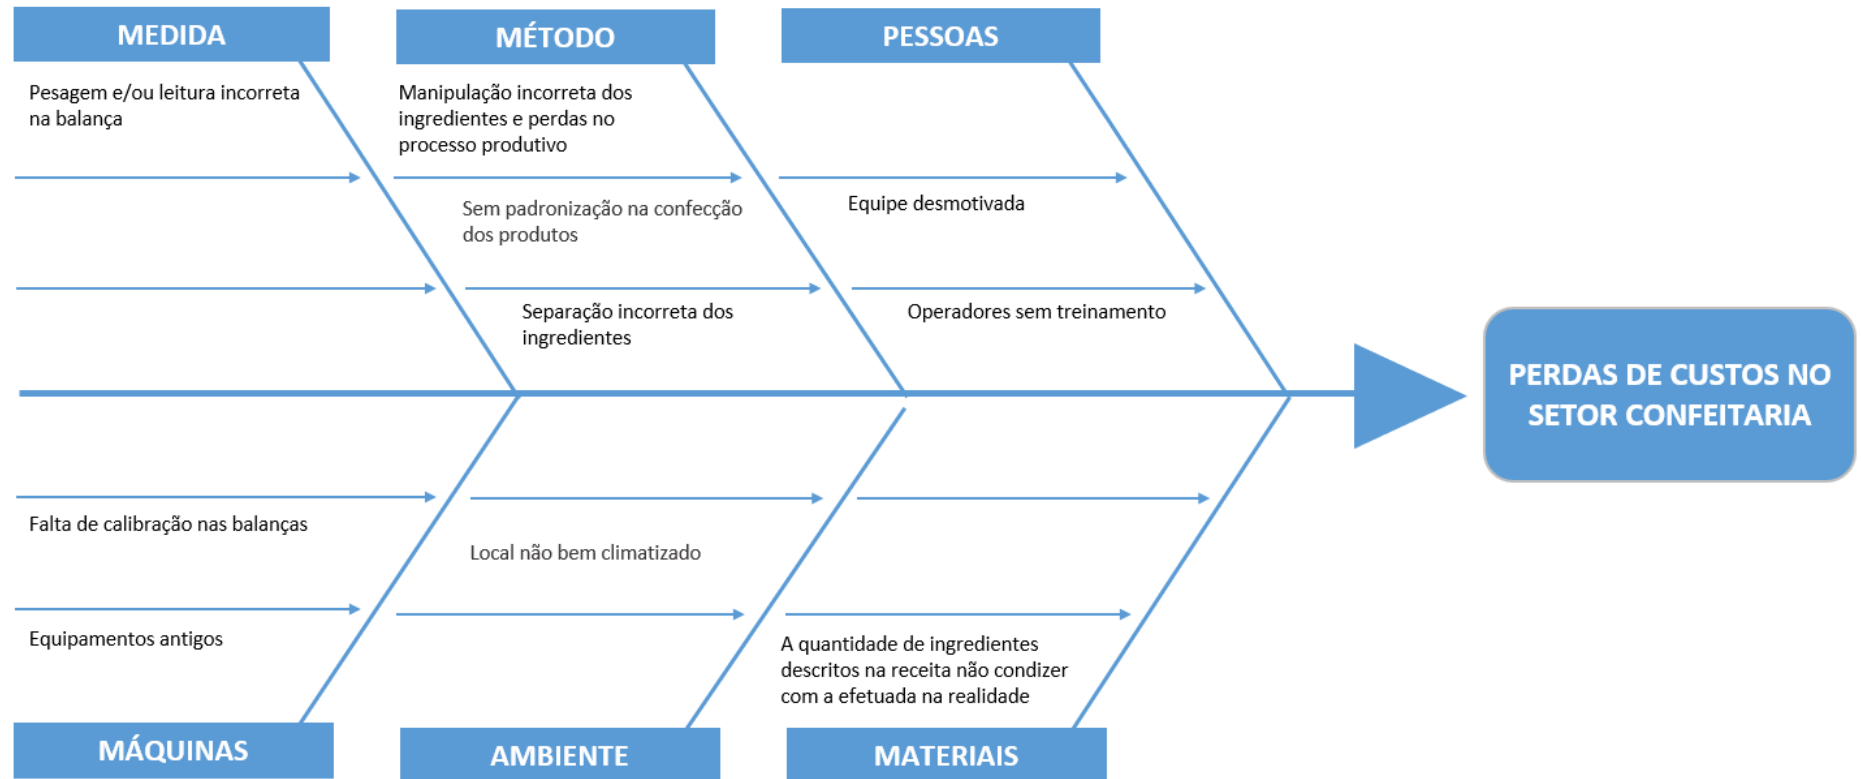 MEDIDA
MÉTODO
PESSOAS
Pesagem e/ou leitura incorreta
na balança
Manipulação incorreta dos
ingredientes e perdas no
processo produtivo
Sem padronização na confecção
dos produtos
Equipe desmotivada
Separação incorreta dos
ingredientes
Operadores sem treinamento
PERDAS DE CUSTOS NO
SETOR CONFEITARIA
Falta de calibração nas balanças
Local não bem climatizado
Equipamentos antigos
A quantidade de ingredientes
descritos na receita não condizer
com a efetuada na realidade
MÁQUINAS
AMBIENTE
MATERIAIS